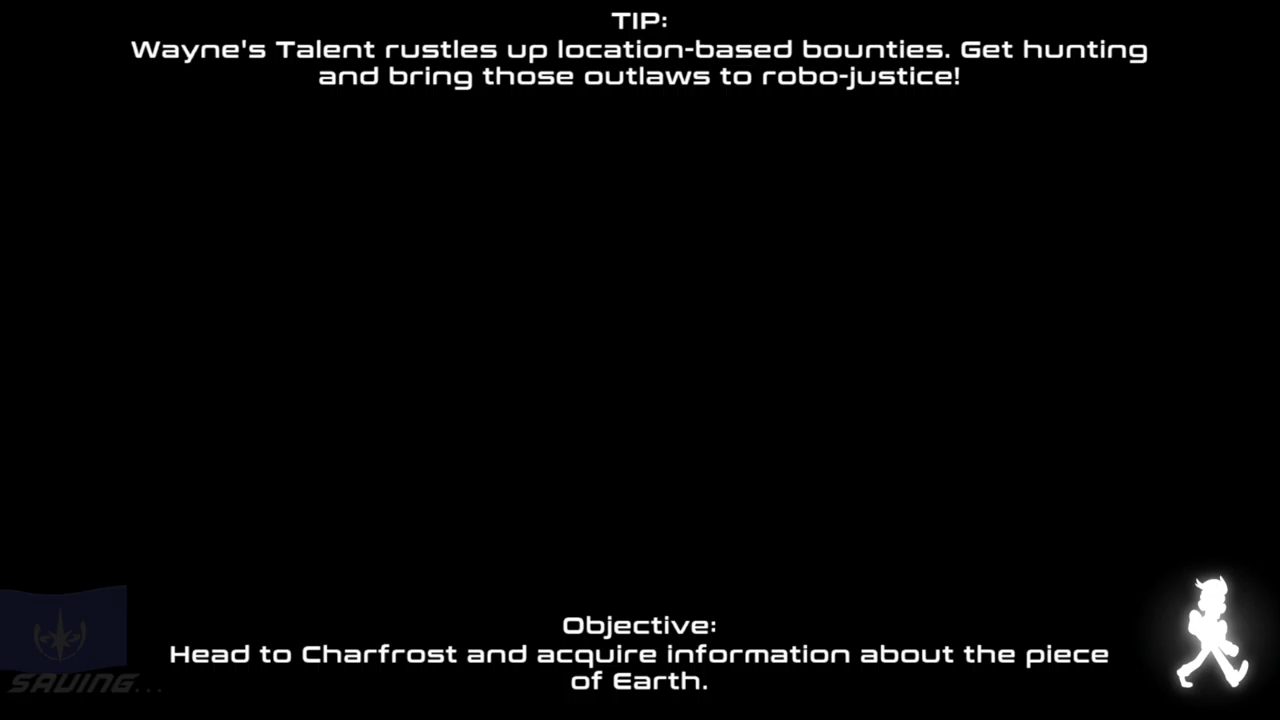 TIP:
Wayne's Talent rustles up location-based bounties. Get hunting
and bring those outlaws to robo-justice!
Objective:
Head to Charfrost and acquire information about the piece
of Earth.
SAVING...